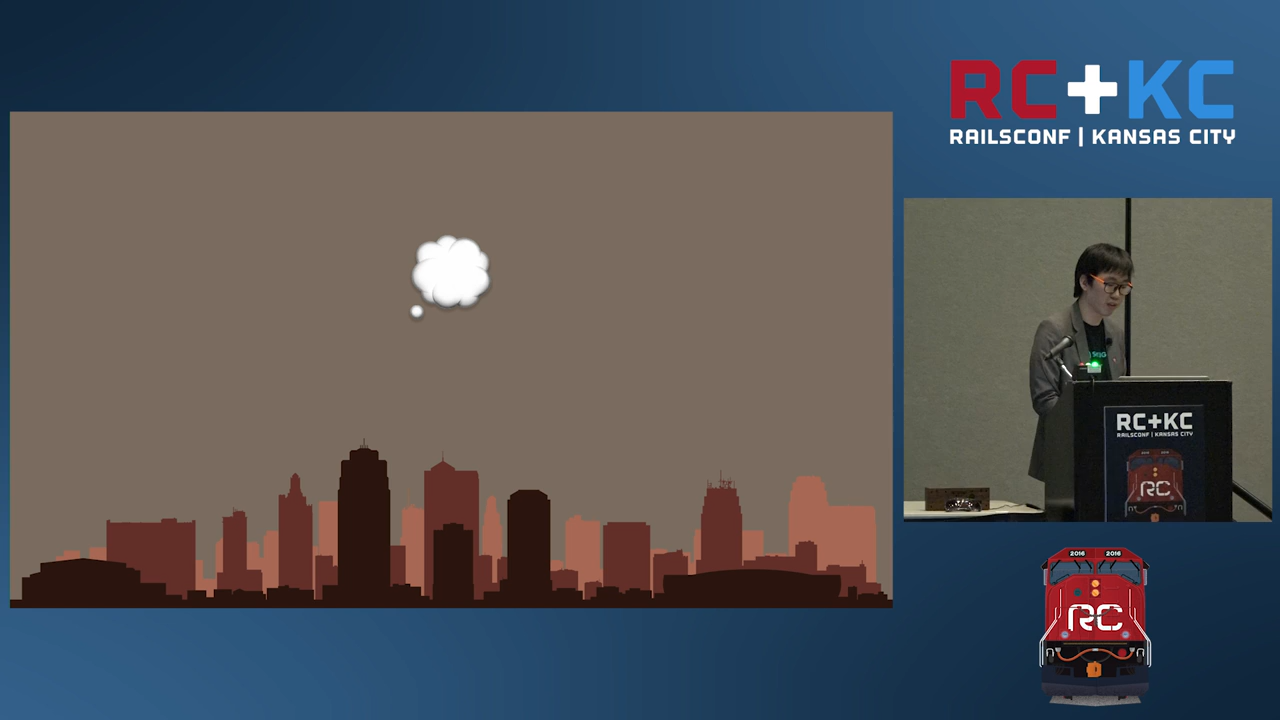 RC+KC
RAILSCONF | KANSAS CITY
RC+KC
RAILSCONF | KANSAS CITY
RC
2016 2016
RC